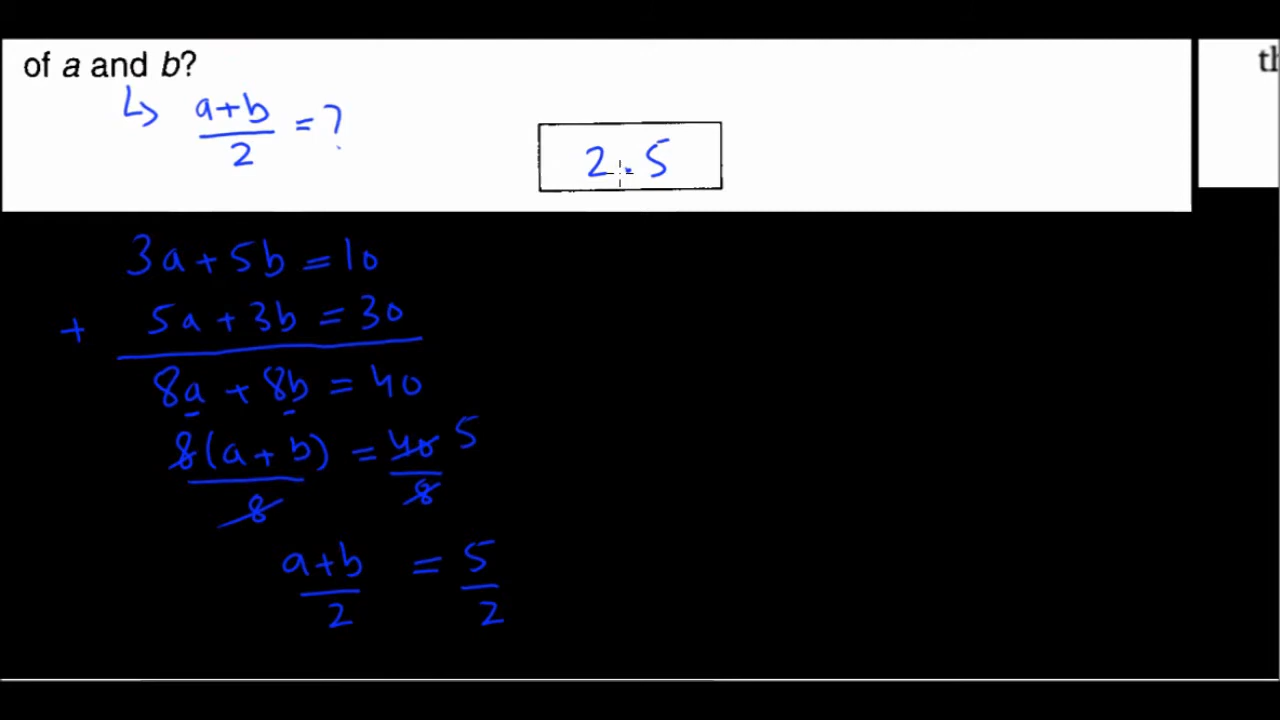 of a and b?
th
↳ a+b/2 = ?
2.5
3a + 5b = 10
+ 5a + 3b = 30
8a + 8b = 40
8(a + b)/8 = 40/8 5
a+b/2 = 5/2